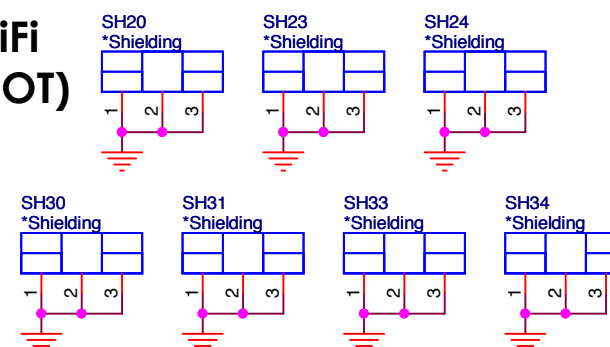 iFi
OT)
SH20
*Shielding
1 2 3
SH23
*Shielding
1 2 3
SH24
*Shielding
1 2 3
SH30
*Shielding
1 2 3
SH31
*Shielding
1 2 3
SH33
*Shielding
1 2 3
SH34
*Shielding
1 2 3